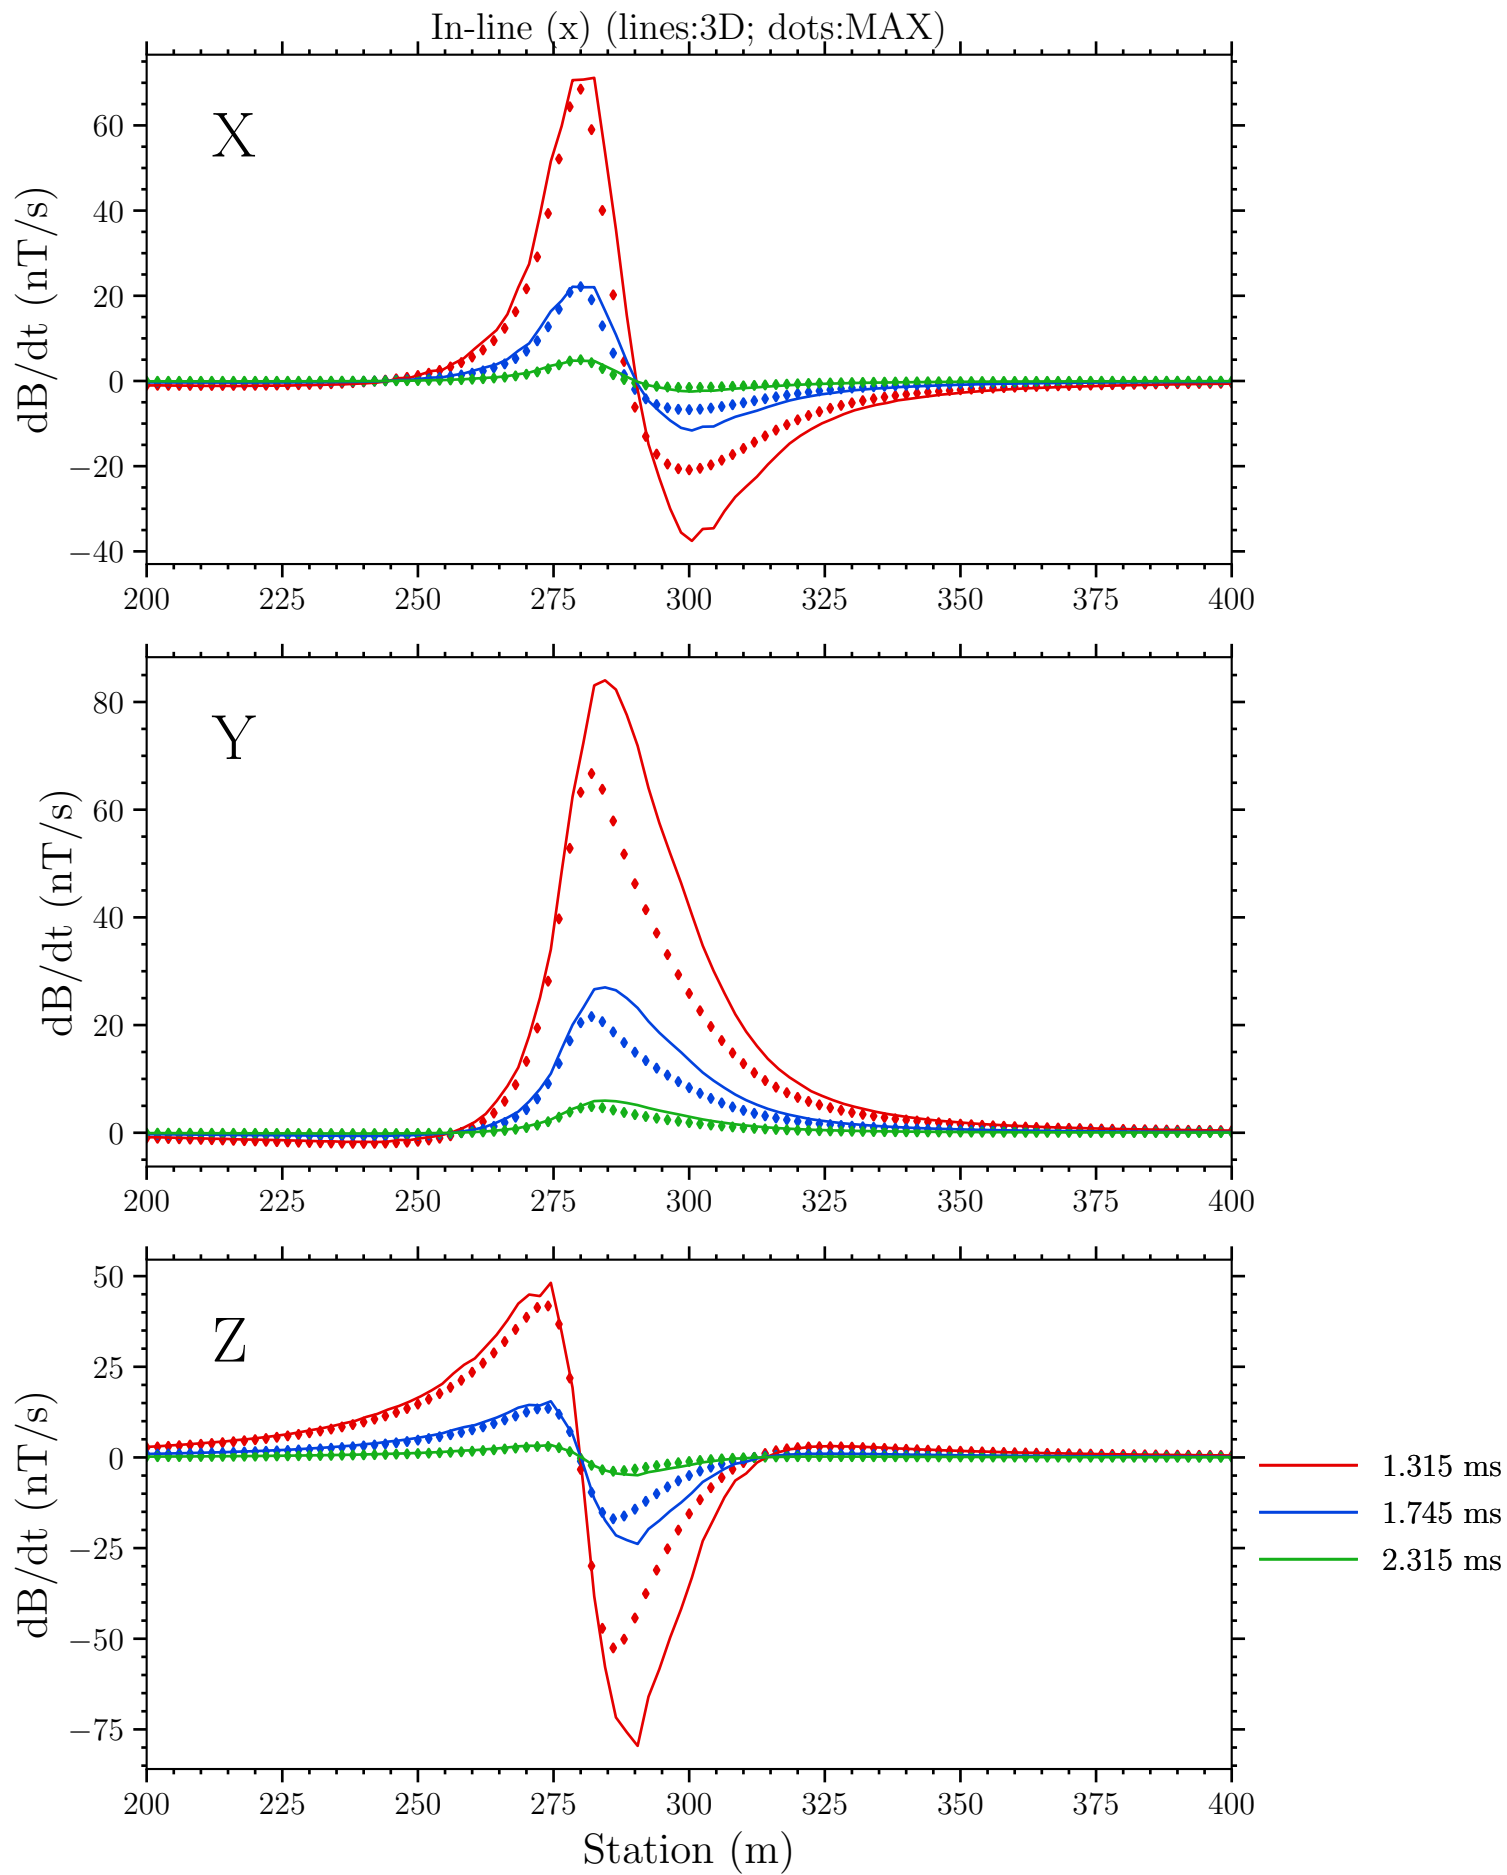 In-line (x) (lines:3D; dots:MAX)
X
dB/dt (nT/s)
60
40
20
0
−20
−40
200 225 250 275 300 325 350 375 400
Y
dB/dt (nT/s)
80
60
40
20
0
200 225 250 275 300 325 350 375 400
Z
dB/dt (nT/s)
50
25
0
−25
−50
−75
1.315 ms
1.745 ms
2.315 ms
200 225 250 275 300 325 350 375 400
Station (m)